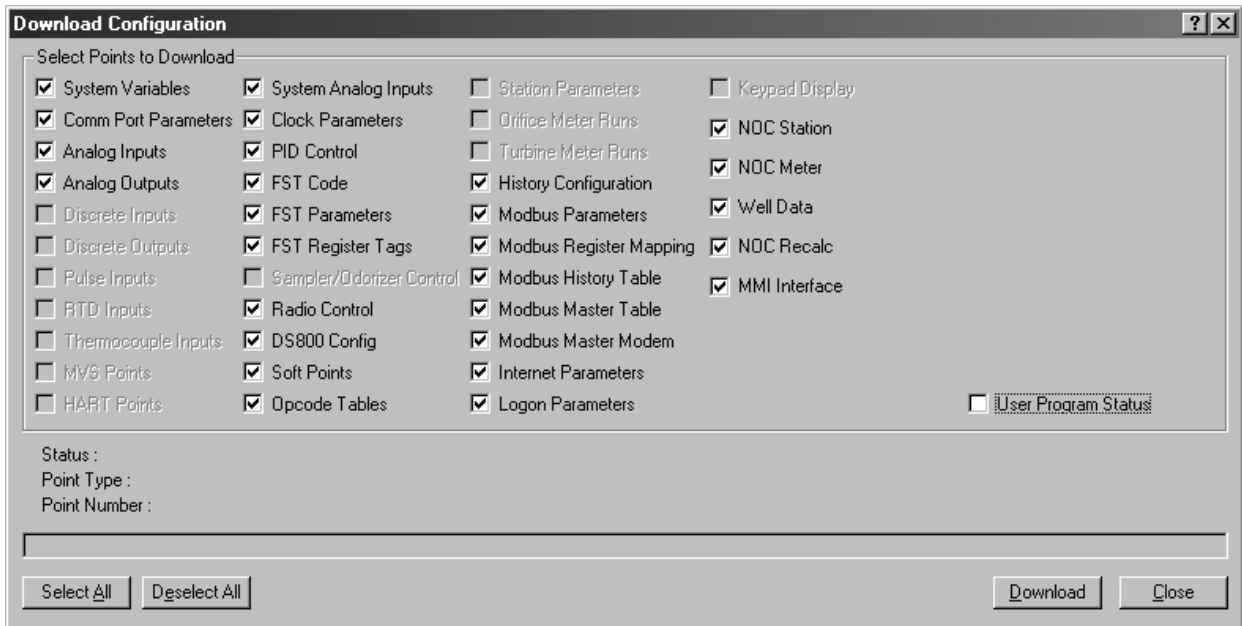 Download Configuration
Select Points to Download
System Variables
Comm Port Parameters
Analog Inputs
Analog Outputs
Discrete Inputs
Discrete Outputs
Pulse Inputs
RTD Inputs
Thermocouple Inputs
MVS Points
HART Points
System Analog Inputs
Clock Parameters
PID Control
FST Code
FST Parameters
FST Register Tags
Sampler/Odorizer Control
Radio Control
DS800 Config
Soft Points
Opcode Tables
Station Parameters
Orifice Meter Runs
Turbine Meter Runs
History Configuration
Modbus Parameters
Modbus Register Mapping
Modbus History Table
Modbus Master Table
Modbus Master Modem
Internet Parameters
Logon Parameters
Keypad Display
NOC Station
NOC Meter
Well Data
NOC Recalc
MMI Interface
User Program Status
Status :
Point Type :
Point Number :
Select All
Deselect All
Download
Close